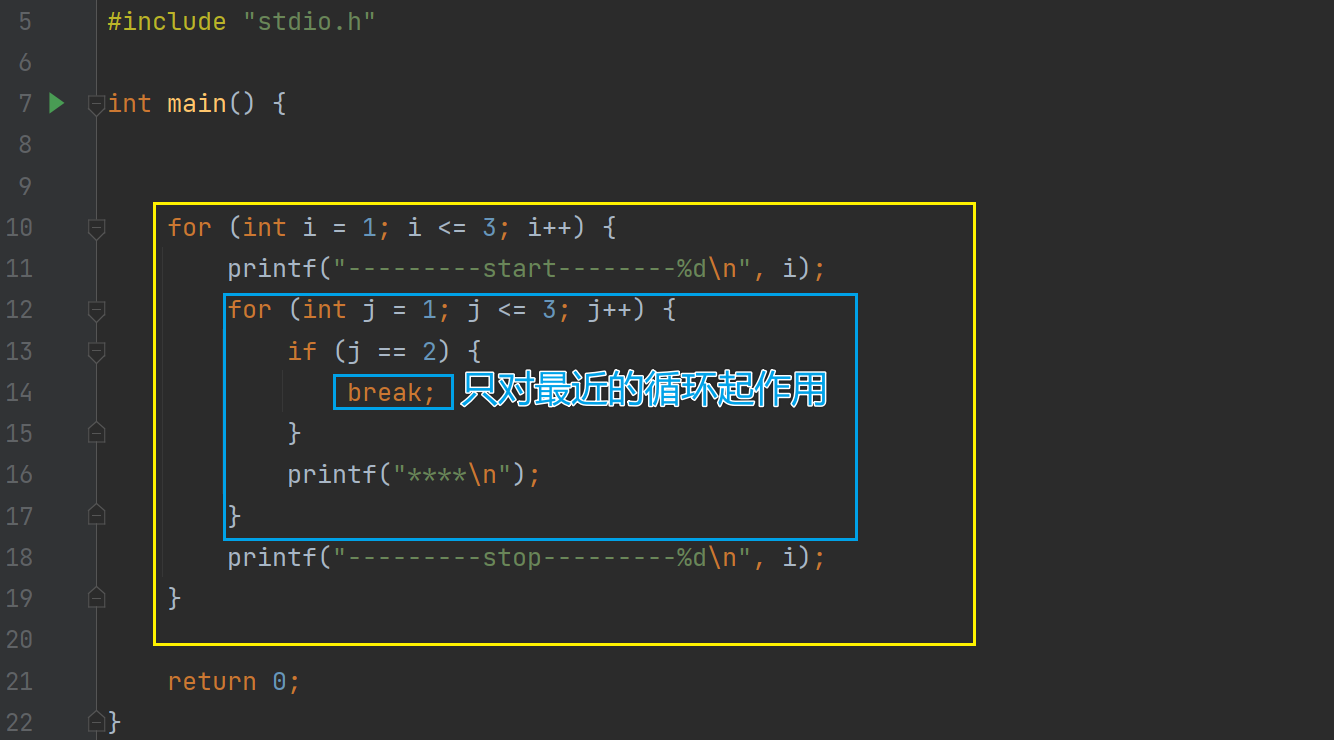 5 #include "stdio.h"
6
7 int main() {
8
9
10 for (int i = 1; i <= 3; i++) {
11 printf("---------start--------%d\n", i);
12 for (int j = 1; j <= 3; j++) {
13 if (j == 2) {
14 break; 只对最近的循环起作用
15 }
16 printf("****\n");
17 }
18 printf("---------stop---------%d\n", i);
19 }
20
21 return 0;
22 }